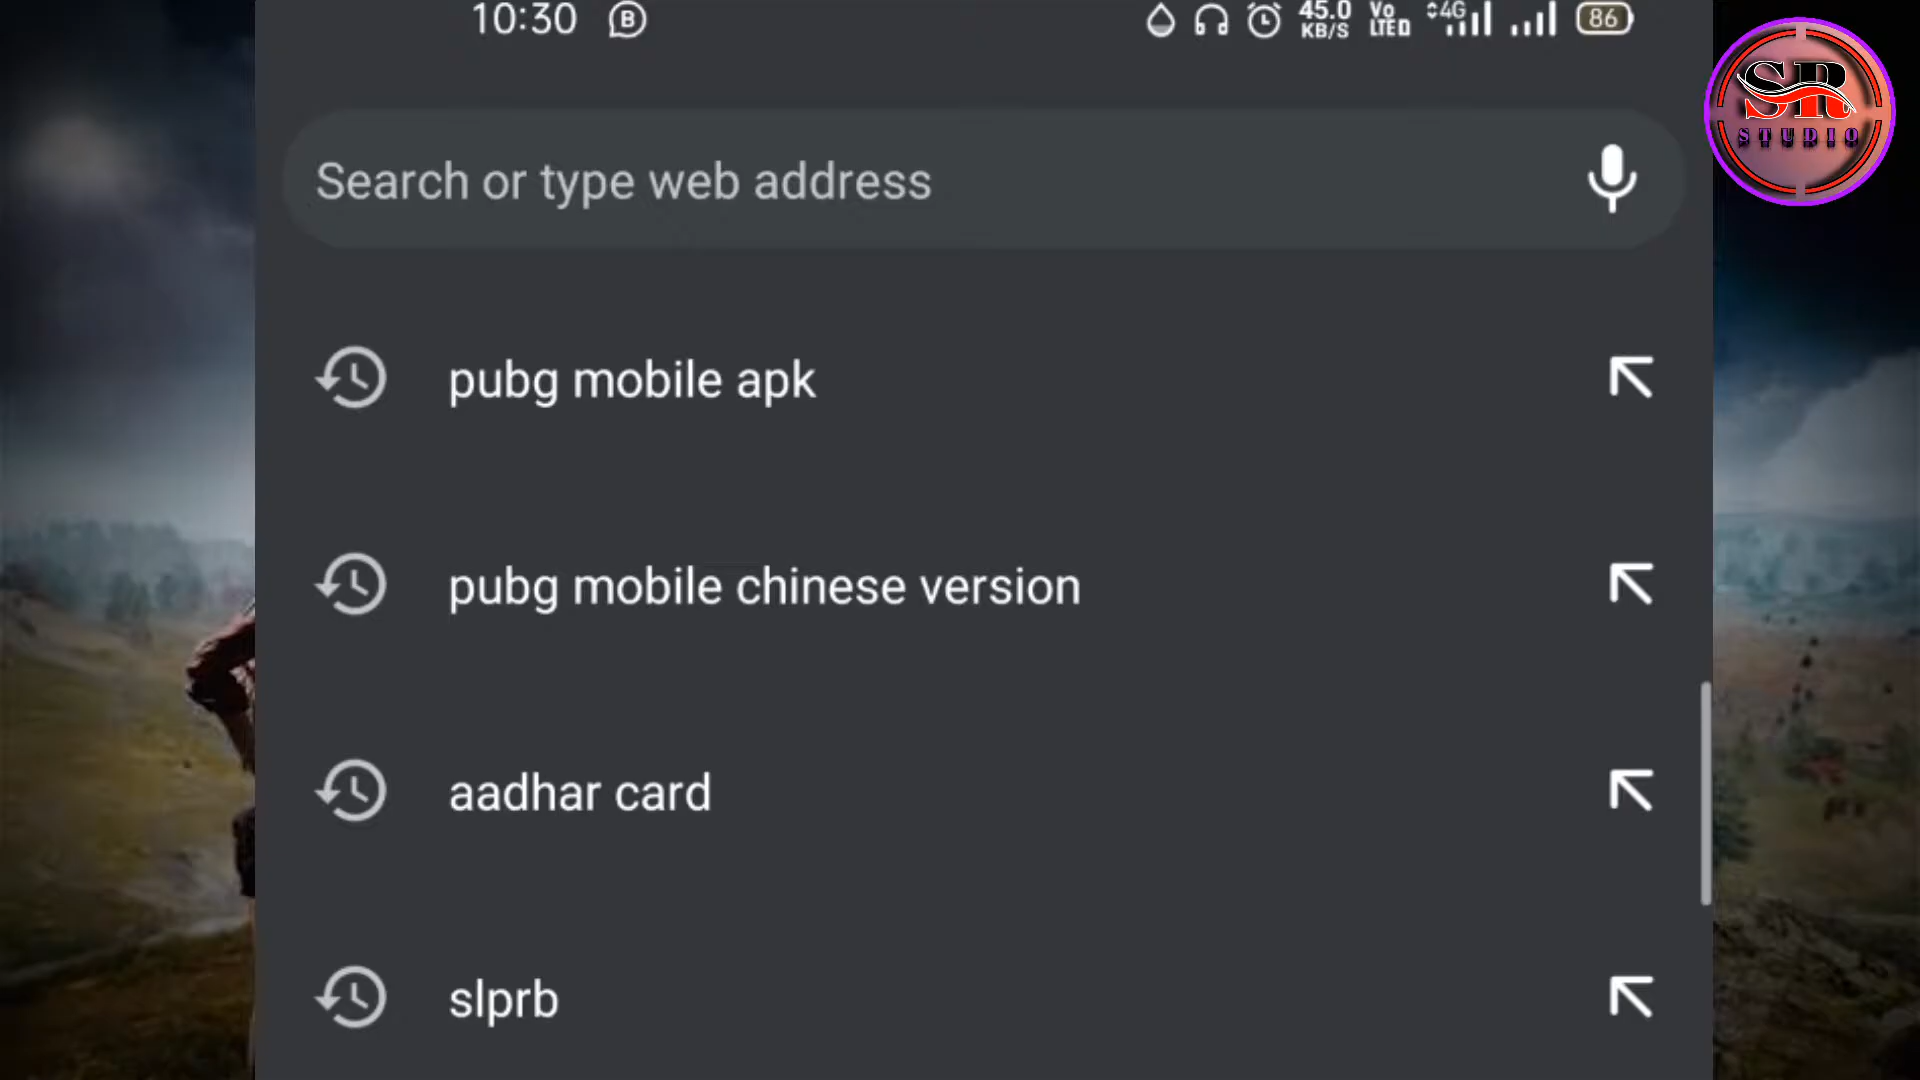 10:30
45.0 KB/S
Vo LTE
4G
86
SR
STUDIO
Search or type web address
pubg mobile apk
pubg mobile chinese version
aadhar card
slprb